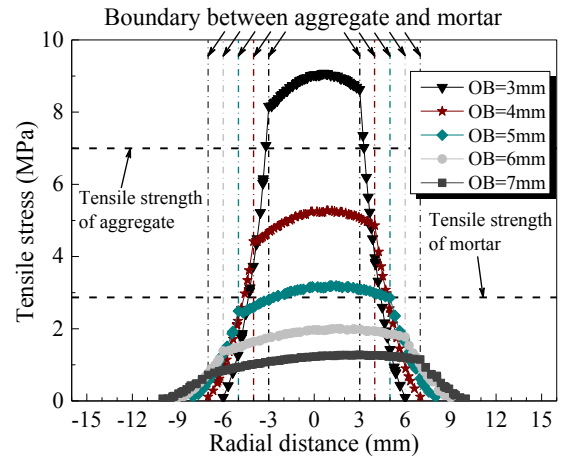 Boundary between aggregate and mortar
10
8
6
4
2
0
Tensile stress (MPa)
OB=3mm
OB=4mm
OB=5mm
OB=6mm
OB=7mm
Tensile strength
of aggregate
Tensile strength
of mortar
-15 -12 -9 -6 -3 0 3 6 9 12 15
Radial distance (mm)